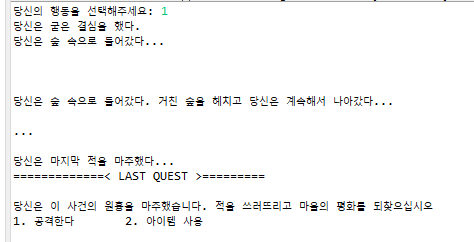 당신의 행동을 선택해주세요: 1
당신은 굳은 결심을 했다.
당신은 숲 속으로 들어갔다...
당신은 숲 속으로 들어갔다. 거친 숲을 헤치고 당신은 계속해서 나아갔다...
...
당신은 마지막 적을 마주했다...
=============< LAST QUEST >=========
당신은 이 사건의 원흉을 마주했습니다. 적을 쓰러뜨리고 마을의 평화를 되찾으십시오
1. 공격한다 2. 아이템 사용